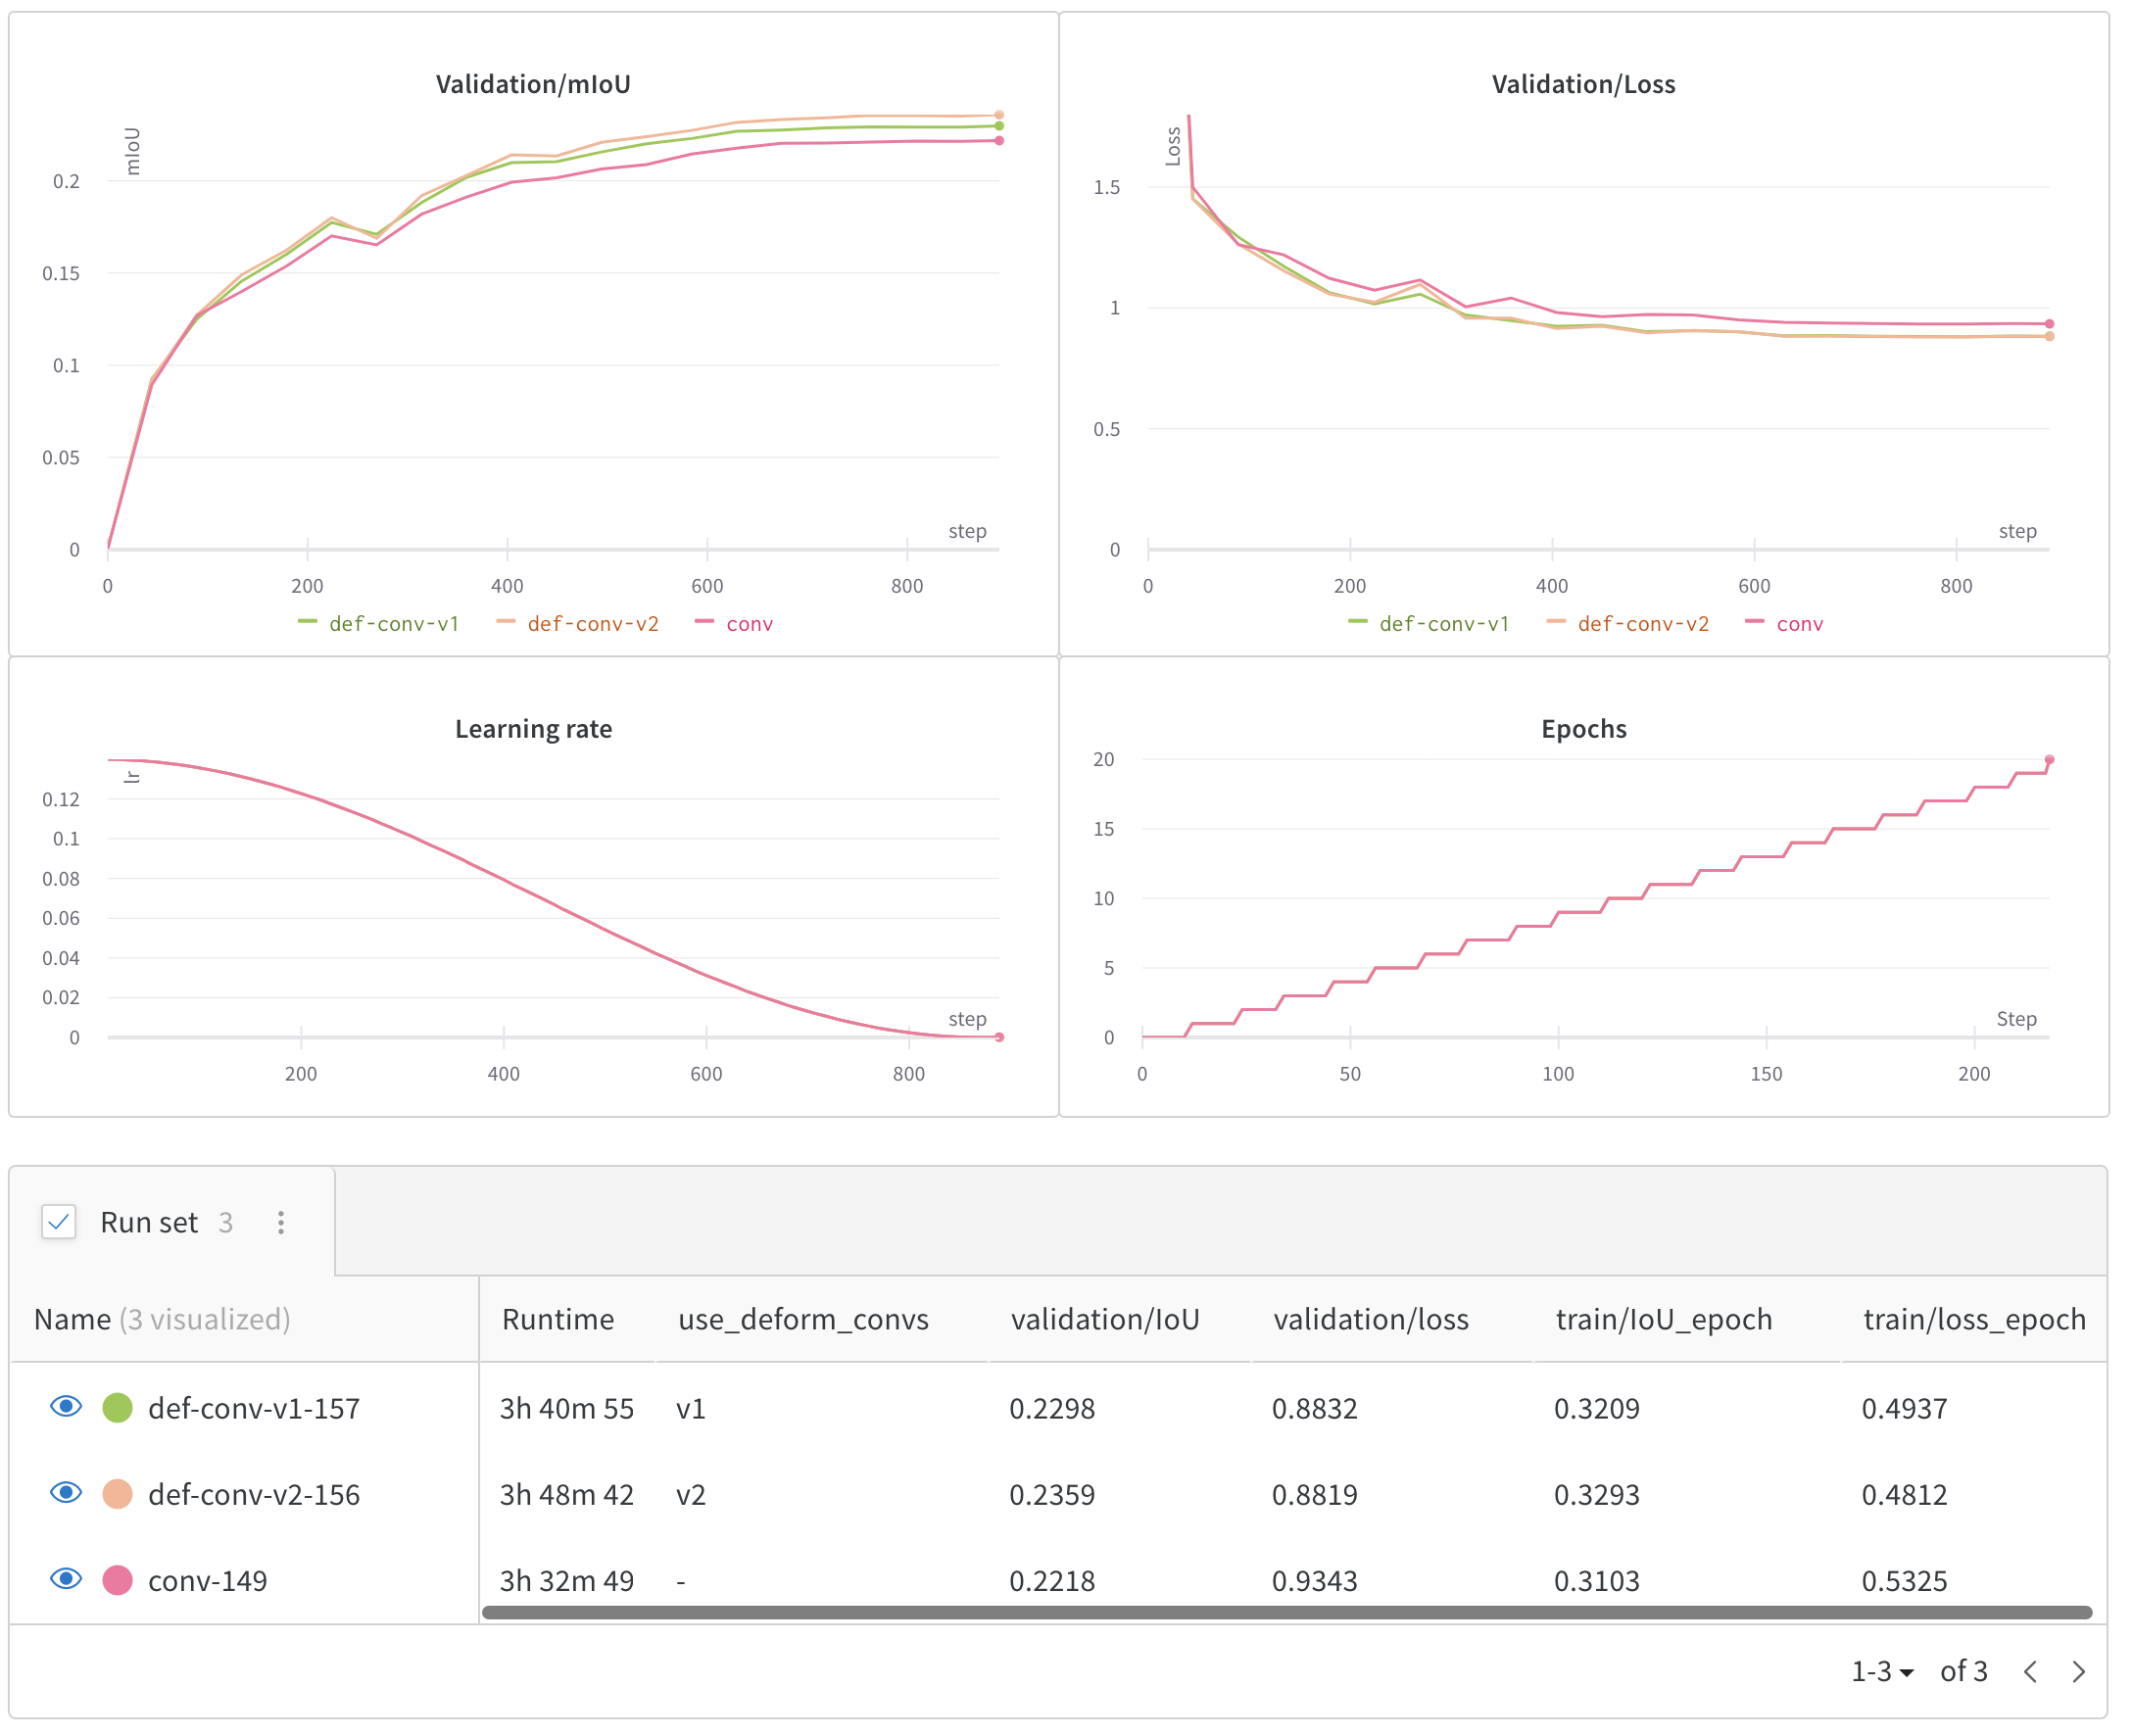 Validation/mIoU
mIoU
0.2
0.15
0.1
0.05
0
step
0 200 400 600 800
def-conv-v1 def-conv-v2 conv
Validation/Loss
Loss
1.5
1
0.5
0
step
0 200 400 600 800
def-conv-v1 def-conv-v2 conv
Learning rate
lr
0.12
0.1
0.08
0.06
0.04
0.02
0
step
200 400 600 800
Epochs
20
15
10
5
0
Step
0 50 100 150 200
Run set 3
Name (3 visualized) Runtime use_deform_convs validation/IoU validation/loss train/IoU_epoch train/loss_epoch
def-conv-v1-157 3h 40m 55 v1 0.2298 0.8832 0.3209 0.4937
def-conv-v2-156 3h 48m 42 v2 0.2359 0.8819 0.3293 0.4812
conv-149 3h 32m 49 - 0.2218 0.9343 0.3103 0.5325
1-3 of 3